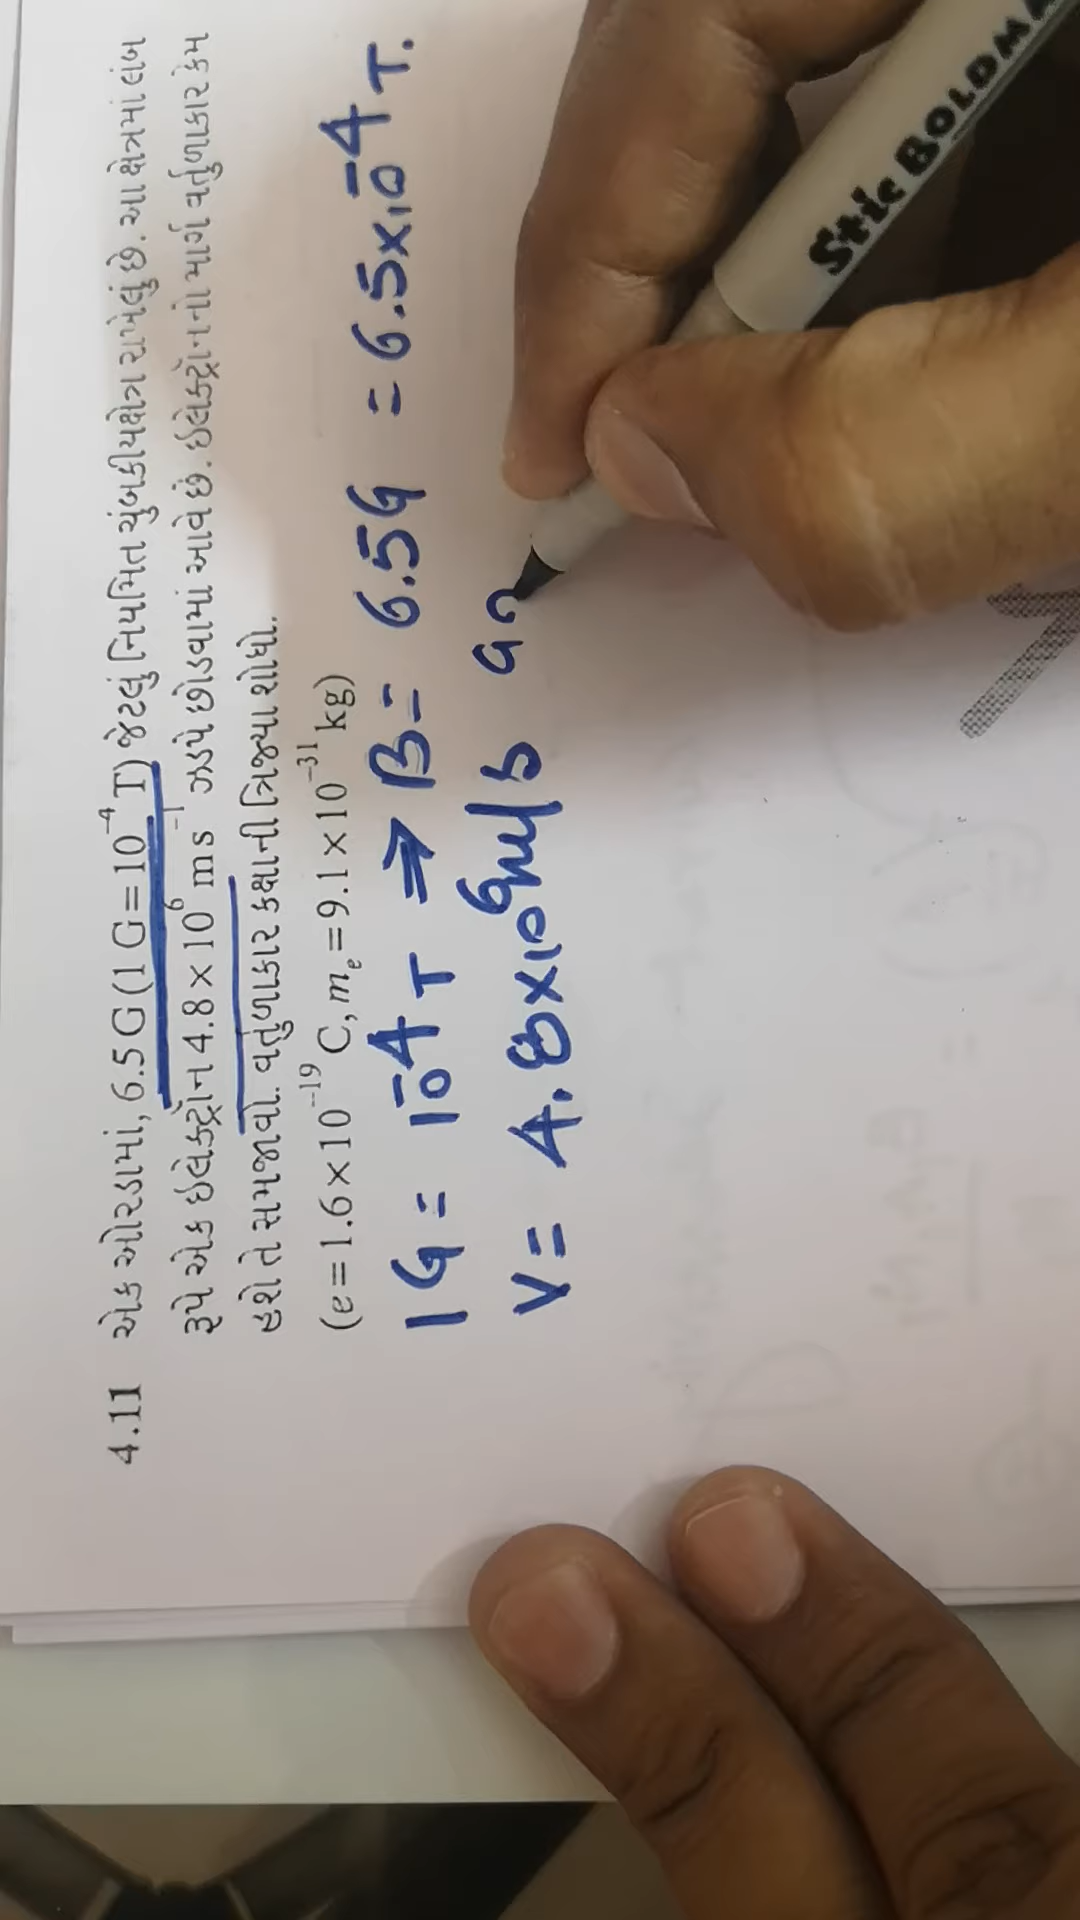 4.11 એક ઓરડામાં, 6.5 G (1 G = 10⁻⁴ T) જેટલું નિયમિત ચુંબકીયક્ષેત્ર રાખેલું છે. આ ક્ષેત્રમાં લંબ
રૂપે એક ઇલેક્ટ્રોન 4.8 × 10⁶ ms⁻¹ ઝડપે છોડવામાં આવે છે. ઇલેક્ટ્રોનનો માર્ગ વર્તુળાકાર કેમ
હશે તે સમજાવો. વર્તુળાકાર કક્ષાની ત્રિજ્યા શોધો.
(e = 1.6 × 10⁻¹⁹ C, mₑ = 9.1 × 10⁻³¹ kg)
1G = 10⁻⁴ T ⇒ B = 6.5G = 6.5×10⁻⁴ T.
V = 4.8×10⁶ m/s
Stic BOLDMA